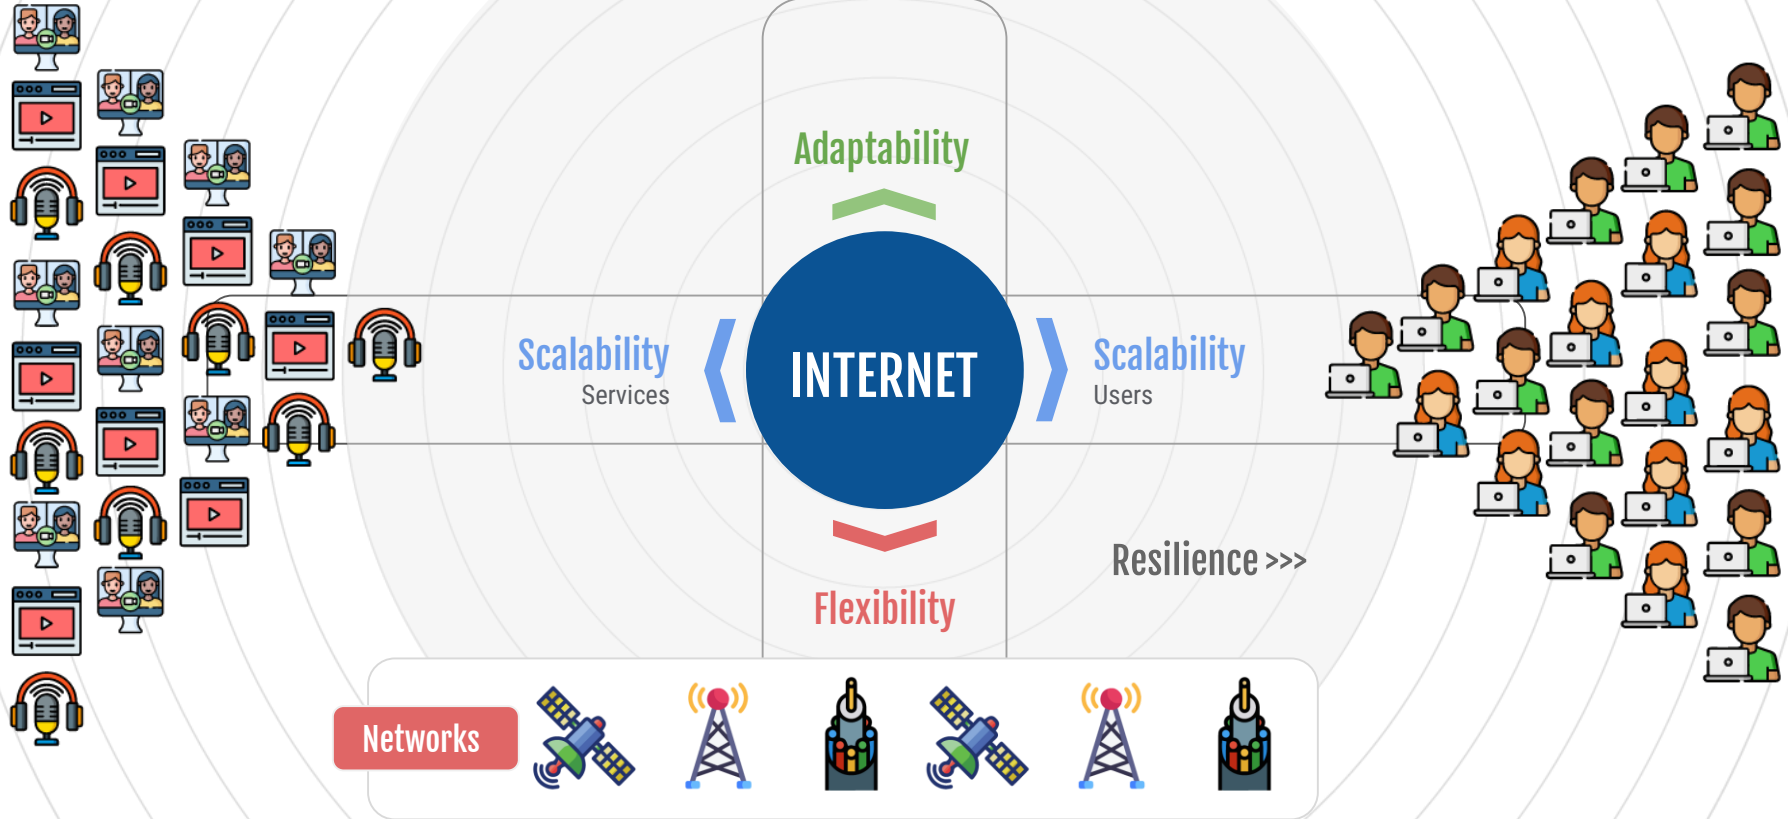 Adaptability
Scalability
Services
INTERNET
Scalability
Users
Resilience >>>
Flexibility
Networks